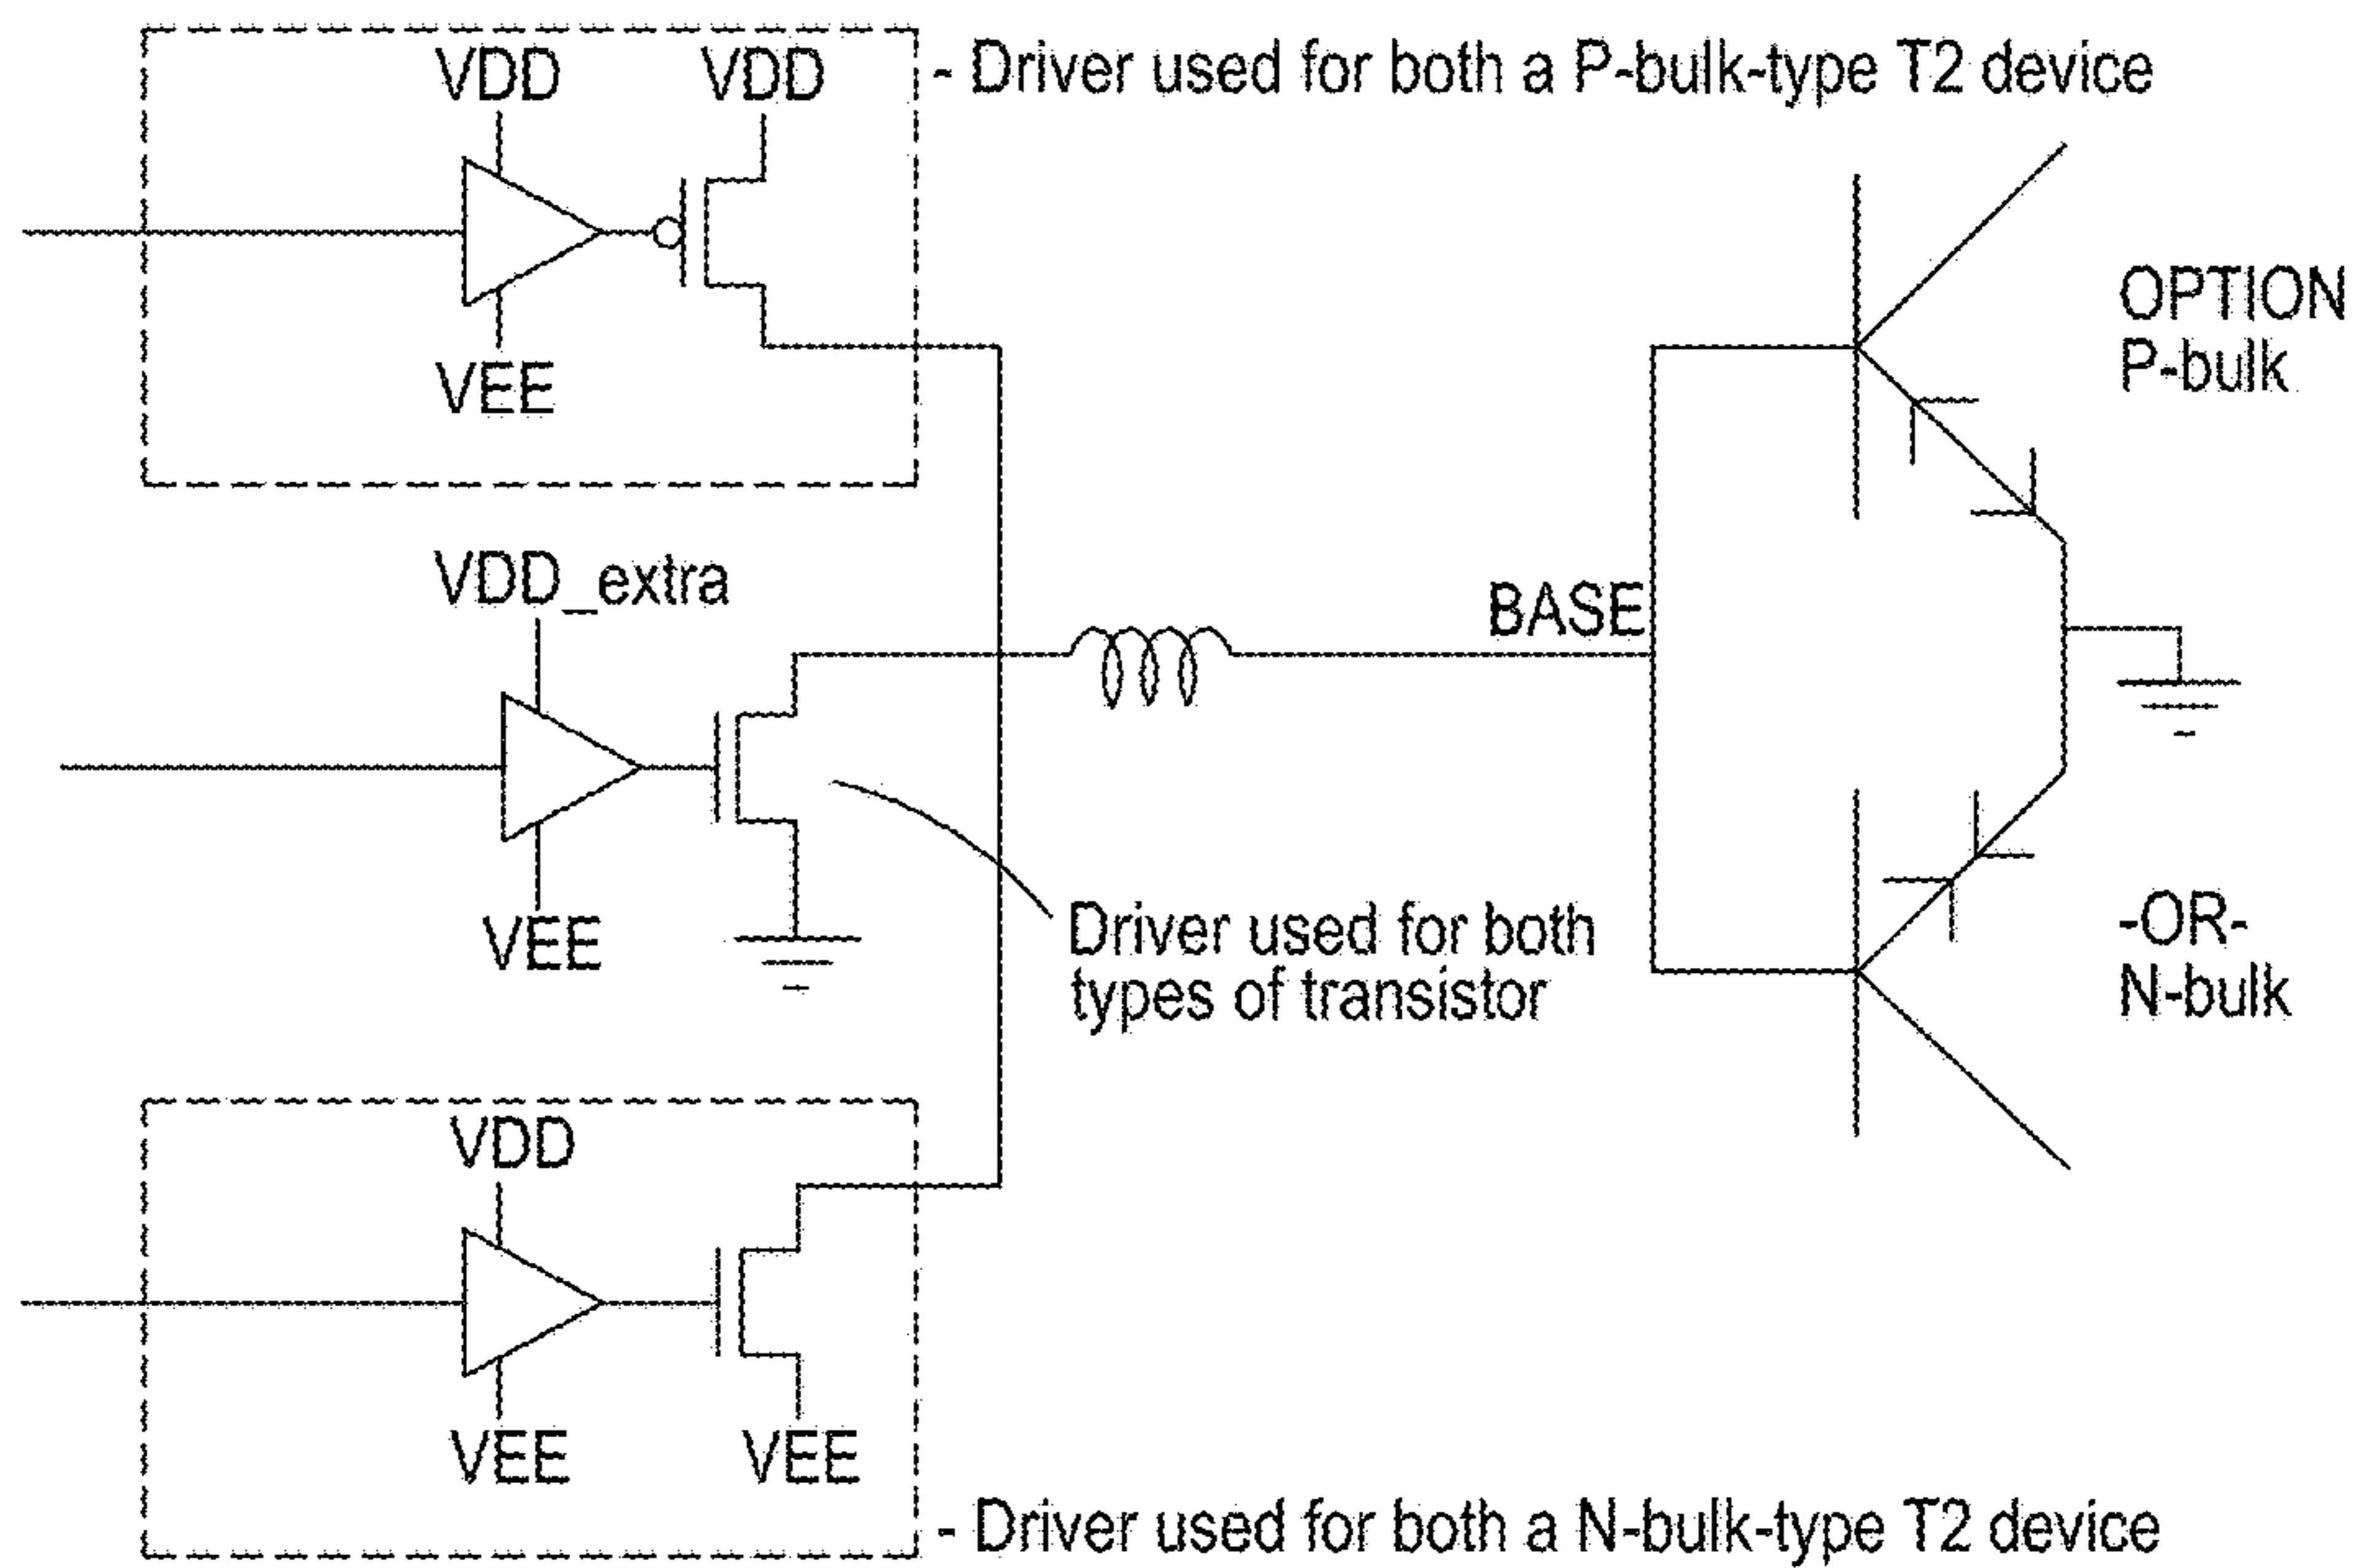 VDD VDD
- Driver used for both a P-bulk-type T2 device
VEE
OPTION
P-bulk
VDD_extra
BASE
VEE
Driver used for both
types of transistor
-OR-
N-bulk
VDD
VEE VEE
- Driver used for both a N-bulk-type T2 device